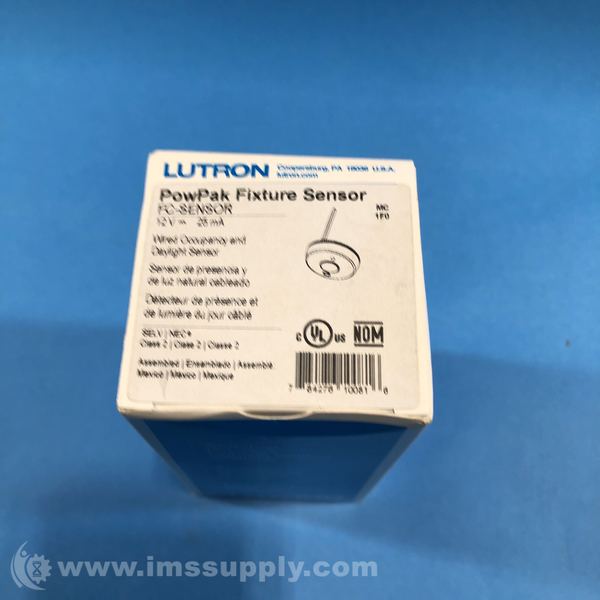 LUTRON
Coopersburg, PA 18036 U.S.A.
lutron.com
PowPak Fixture Sensor
FC-SENSOR
12 V 25 mA
MC
1F0
Wired Occupancy and
Daylight Sensor
Sensor de presencia y
de luz natural cableado
Détecteur de présence et
de lumière du jour câblé
SELV | NEC®
Class 2 | Class 2 | Classe 2
Assembled | Ensamblado | Assemblé
Mexico | México | Mexique
C UL US NOM
7 84276 10081 6
www.imssupply.com